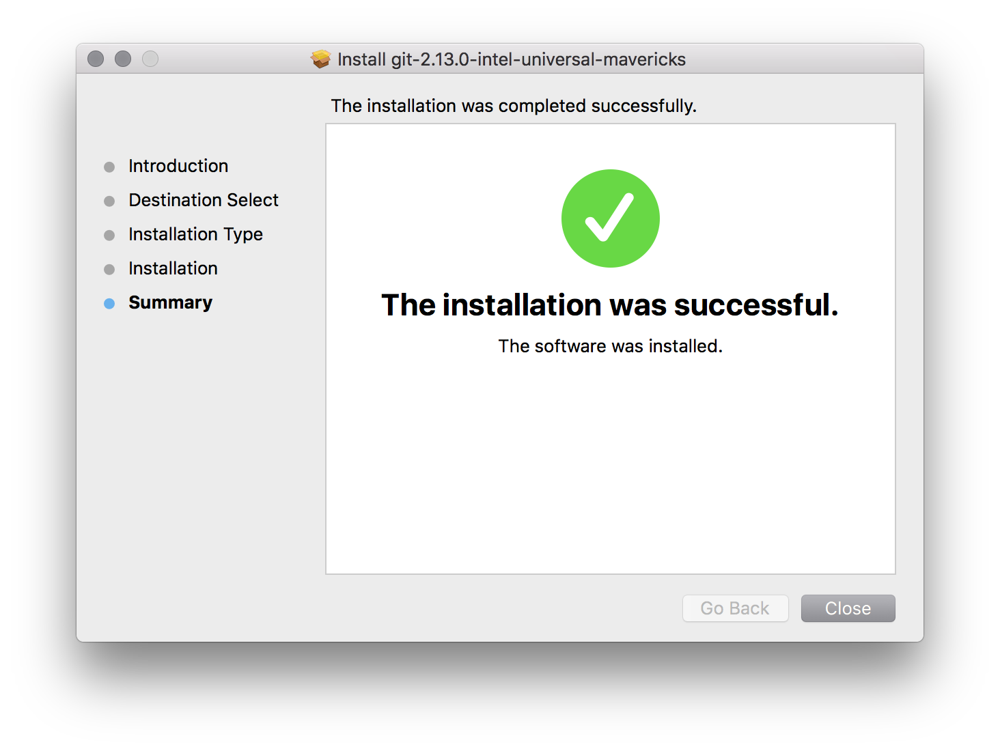 Install git-2.13.0-intel-universal-mavericks
The installation was completed successfully.
Introduction
Destination Select
Installation Type
Installation
Summary
The installation was successful.
The software was installed.
Go Back
Close